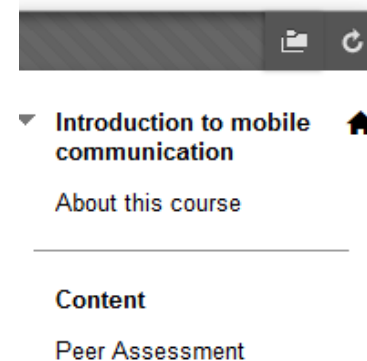 Introduction to mobile
communication
About this course
Content
Peer Assessment